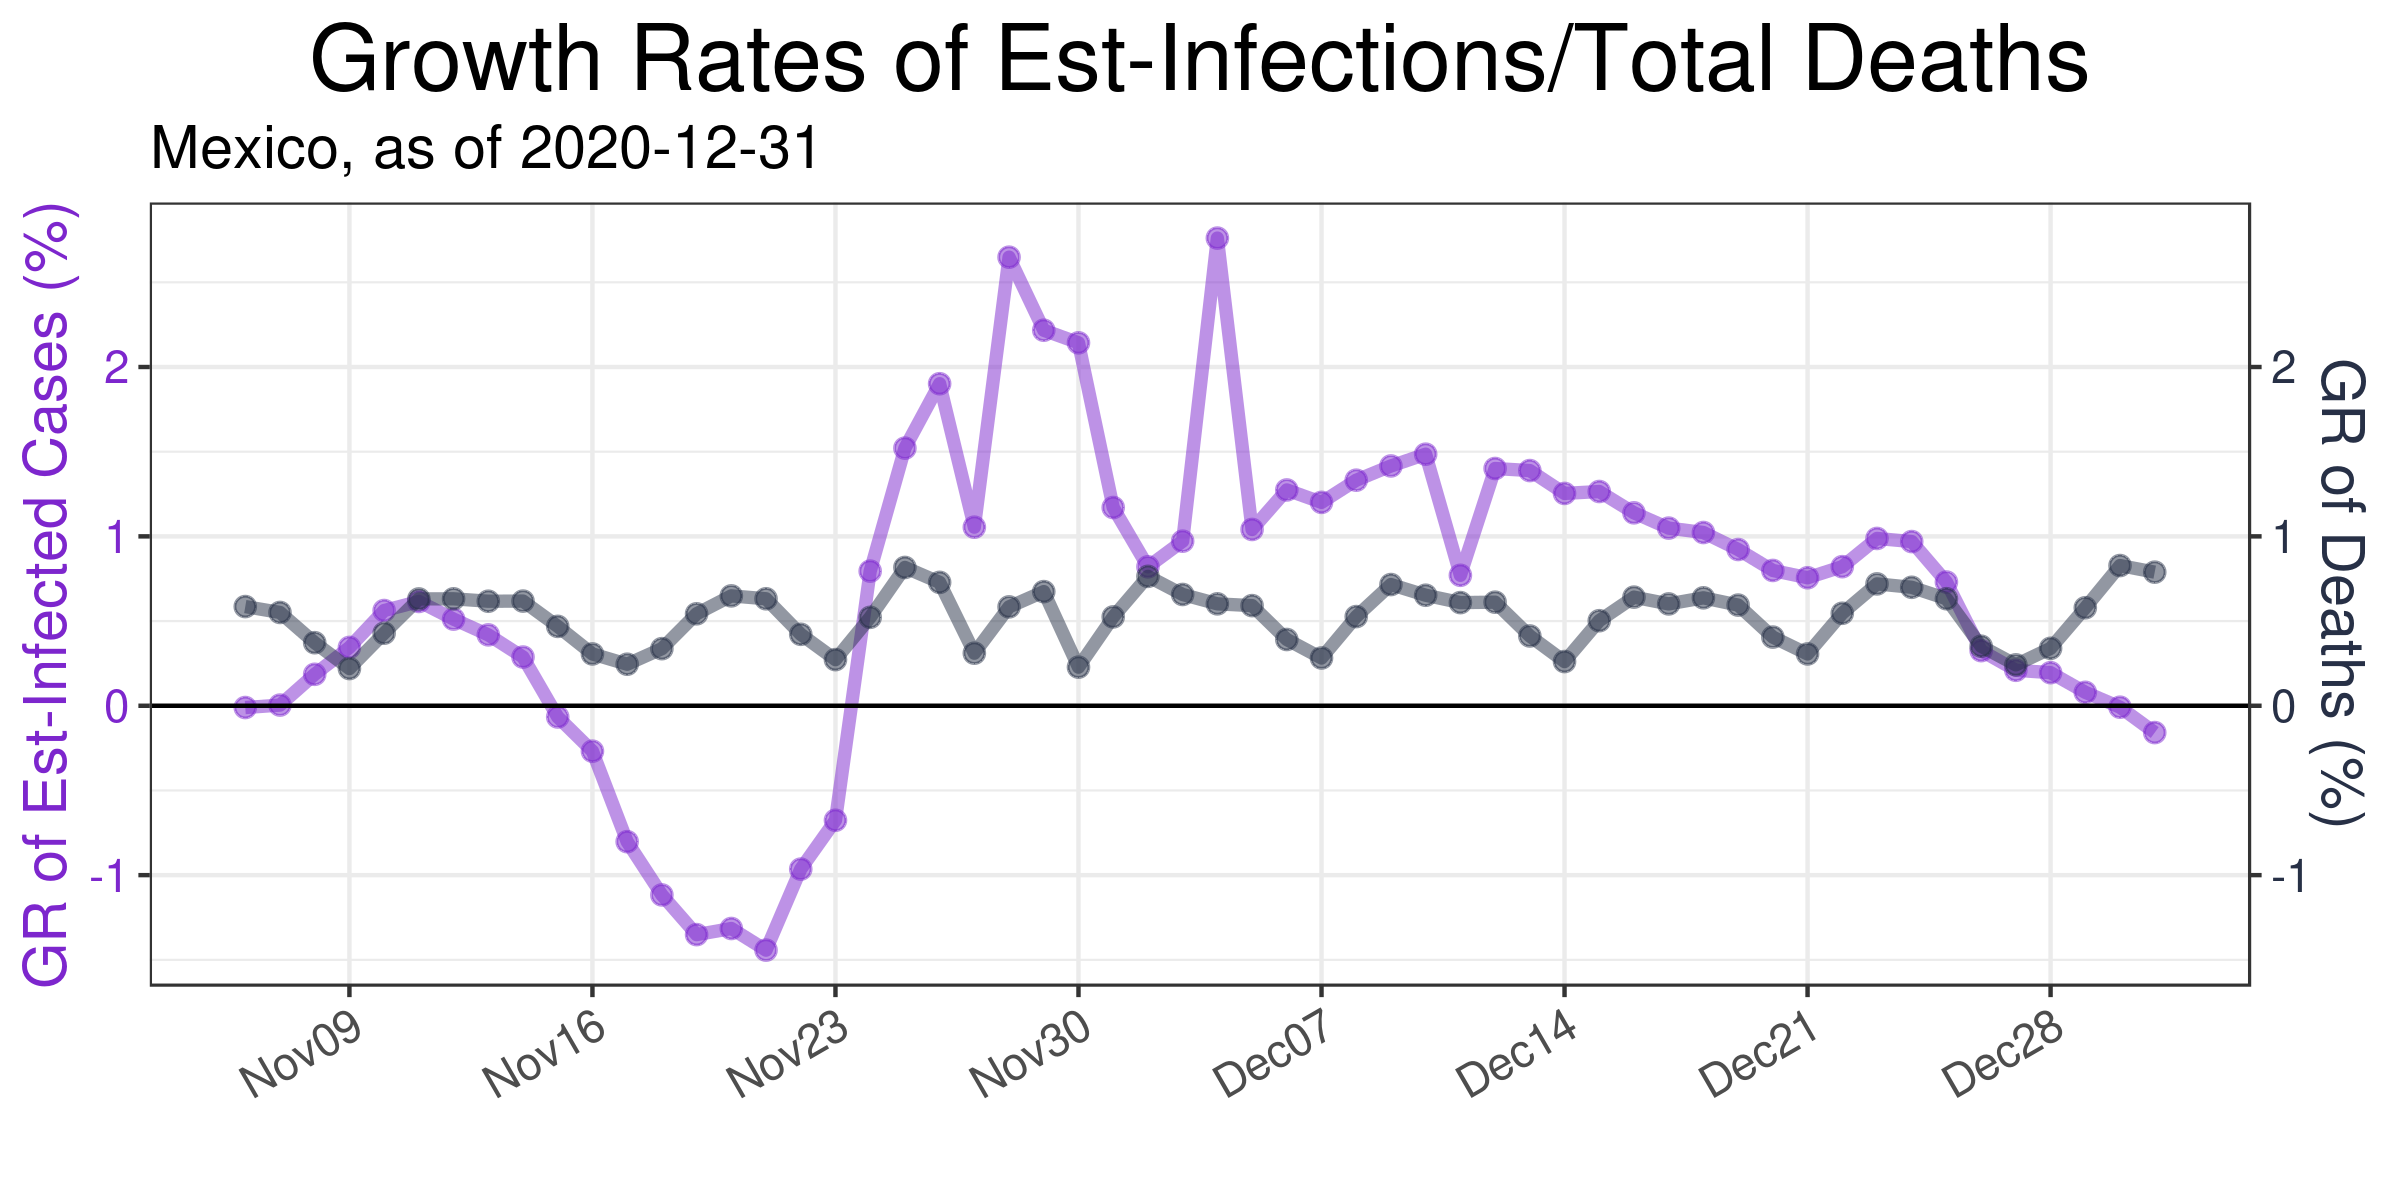 Growth Rates of Est-Infections/Total Deaths
Mexico, as of 2020-12-31
GR of Est-Infected Cases (%)
2
1
0
-1
2
1
0
-1
GR of Deaths (%)
Nov09
Nov16
Nov23
Nov30
Dec07
Dec14
Dec21
Dec28